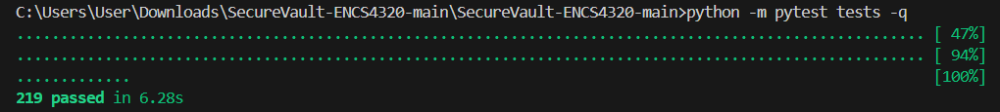 C:\Users\User\Downloads\SecureVault-ENCS4320-main\SecureVault-ENCS4320-main>python -m pytest tests -q
....................................................................................................... [ 47%]
....................................................................................................... [ 94%]
............. [100%]
219 passed in 6.28s